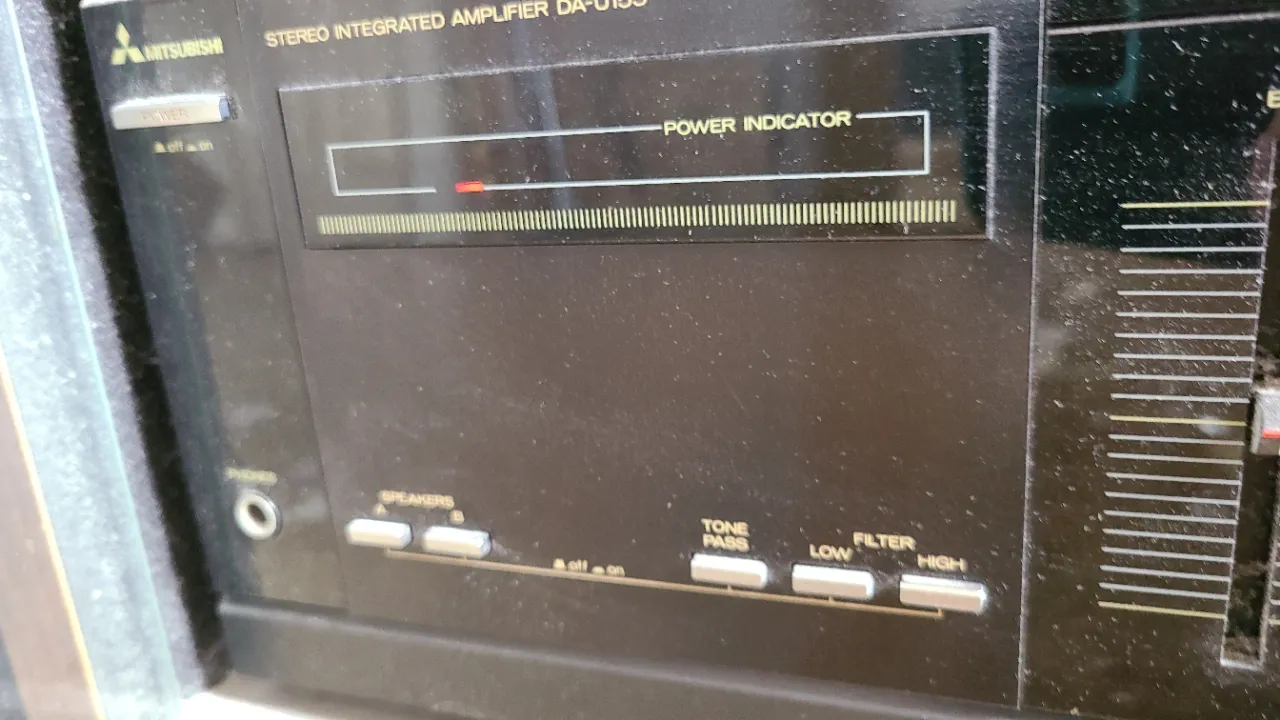 MITSUBISHI
STEREO INTEGRATED AMPLIFIER
POWER
off on
POWER INDICATOR
PHONES
SPEAKERS
A B
off on
TONE
PASS
FILTER
LOW HIGH